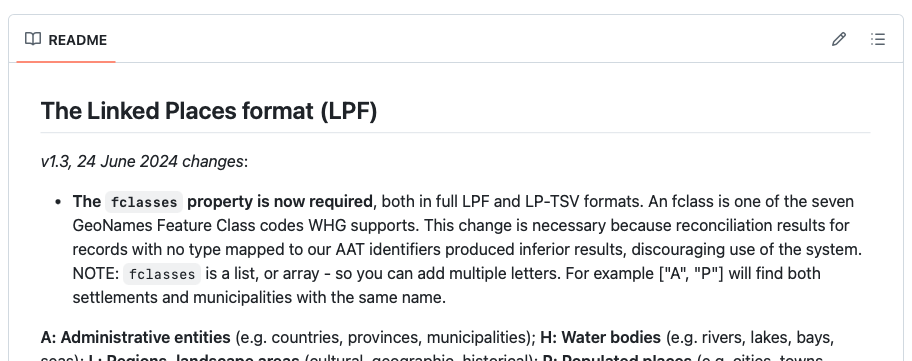 README
The Linked Places format (LPF)
v1.3, 24 June 2024 changes:
• The fclasses property is now required, both in full LPF and LP-TSV formats. An fclass is one of the seven
GeoNames Feature Class codes WHG supports. This change is necessary because reconciliation results for
records with no type mapped to our AAT identifiers produced inferior results, discouraging use of the system.
NOTE: fclasses is a list, or array - so you can add multiple letters. For example ["A", "P"] will find both
settlements and municipalities with the same name.
A: Administrative entities (e.g. countries, provinces, municipalities); H: Water bodies (e.g. rivers, lakes, bays,
seas); L: Regions, landscape areas (cultural, geographic, historical); P: Populated places (e.g. cities, towns,